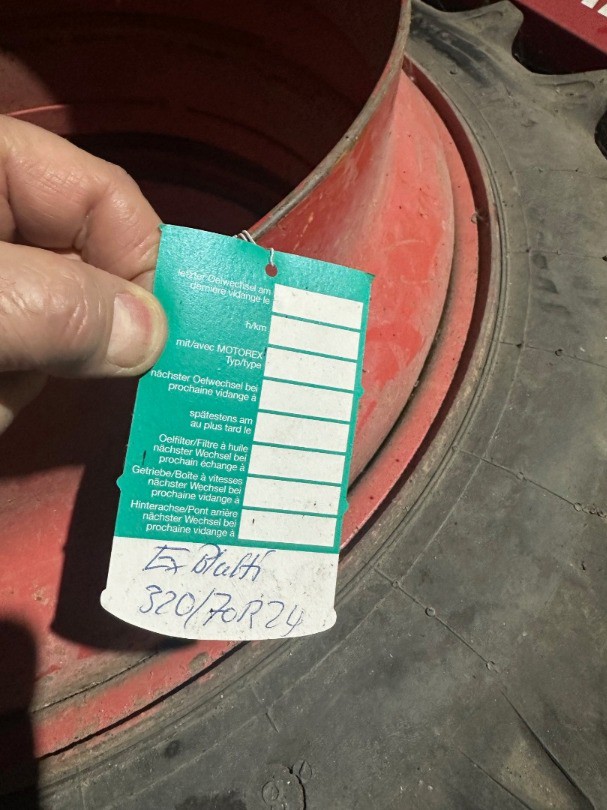 letzter Oelwechsel am
dernière vidange le
h/km
mit/avec MOTOREX
Typ/type
nächster Oelwechsel bei
prochaine vidange à
spätestens am
au plus tard le
Oelfilter/Filtre à huile
nächster Wechsel bei
prochain échange à
Getriebe/Boîte à vitesses
nächster Wechsel bei
prochaine vidange à
Hinterachse/Pont arrière
nächster Wechsel bei
prochaine vidange à
Ex
320/70R24